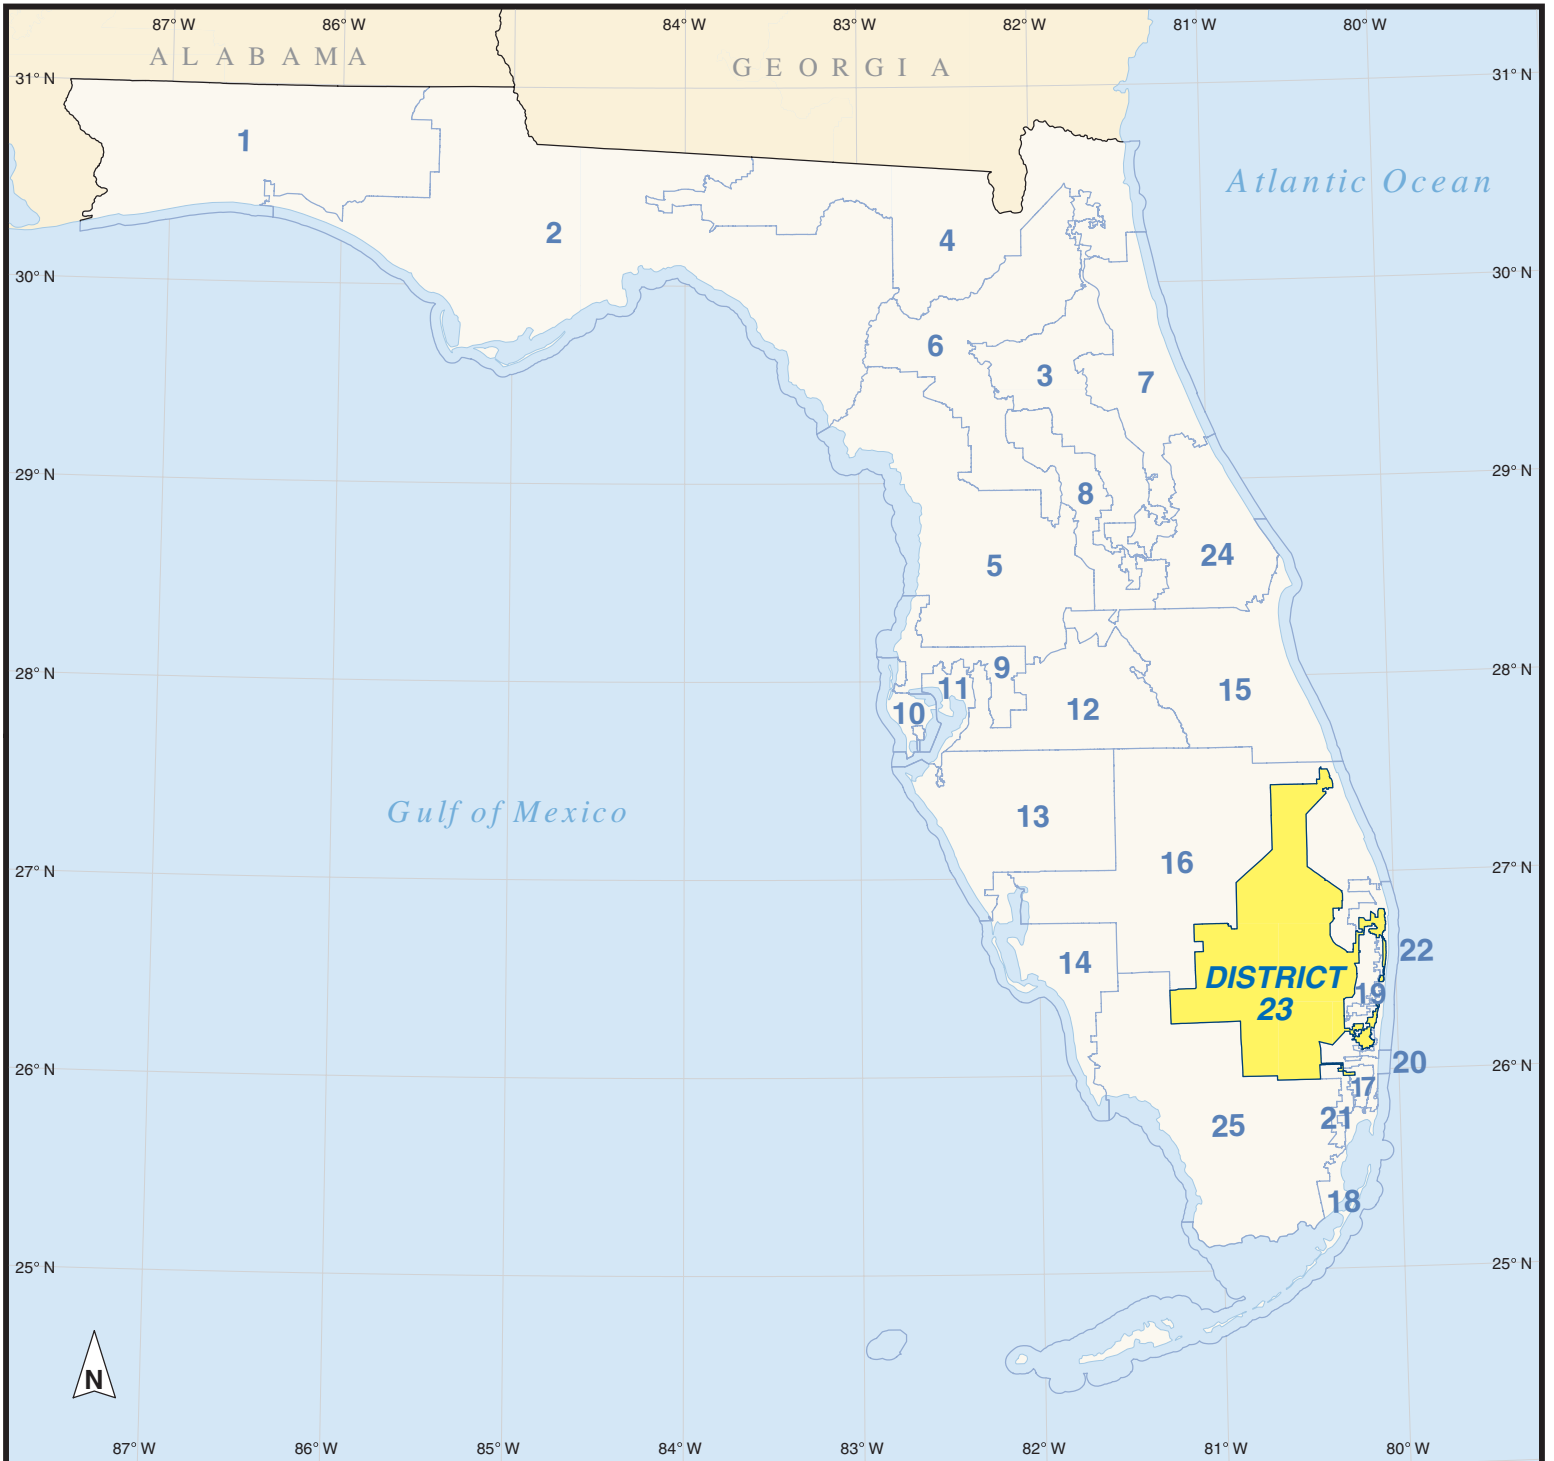 87° W 86° W 84° W 83° W 82° W 81° W 80° W
ALABAMA
GEORGIA
31° N 31° N
1
Atlantic Ocean
2
4
30° N 30° N
6
3
7
29° N 29° N
8
24
5
28° N 28° N
9
11
15
10
12
Gulf of Mexico
13
16
27° N 27° N
22
14
DISTRICT
23
19
20
26° N 26° N
17
21
25
18
25° N 25° N
N
87° W 86° W 85° W 84° W 83° W 82° W 81° W 80° W